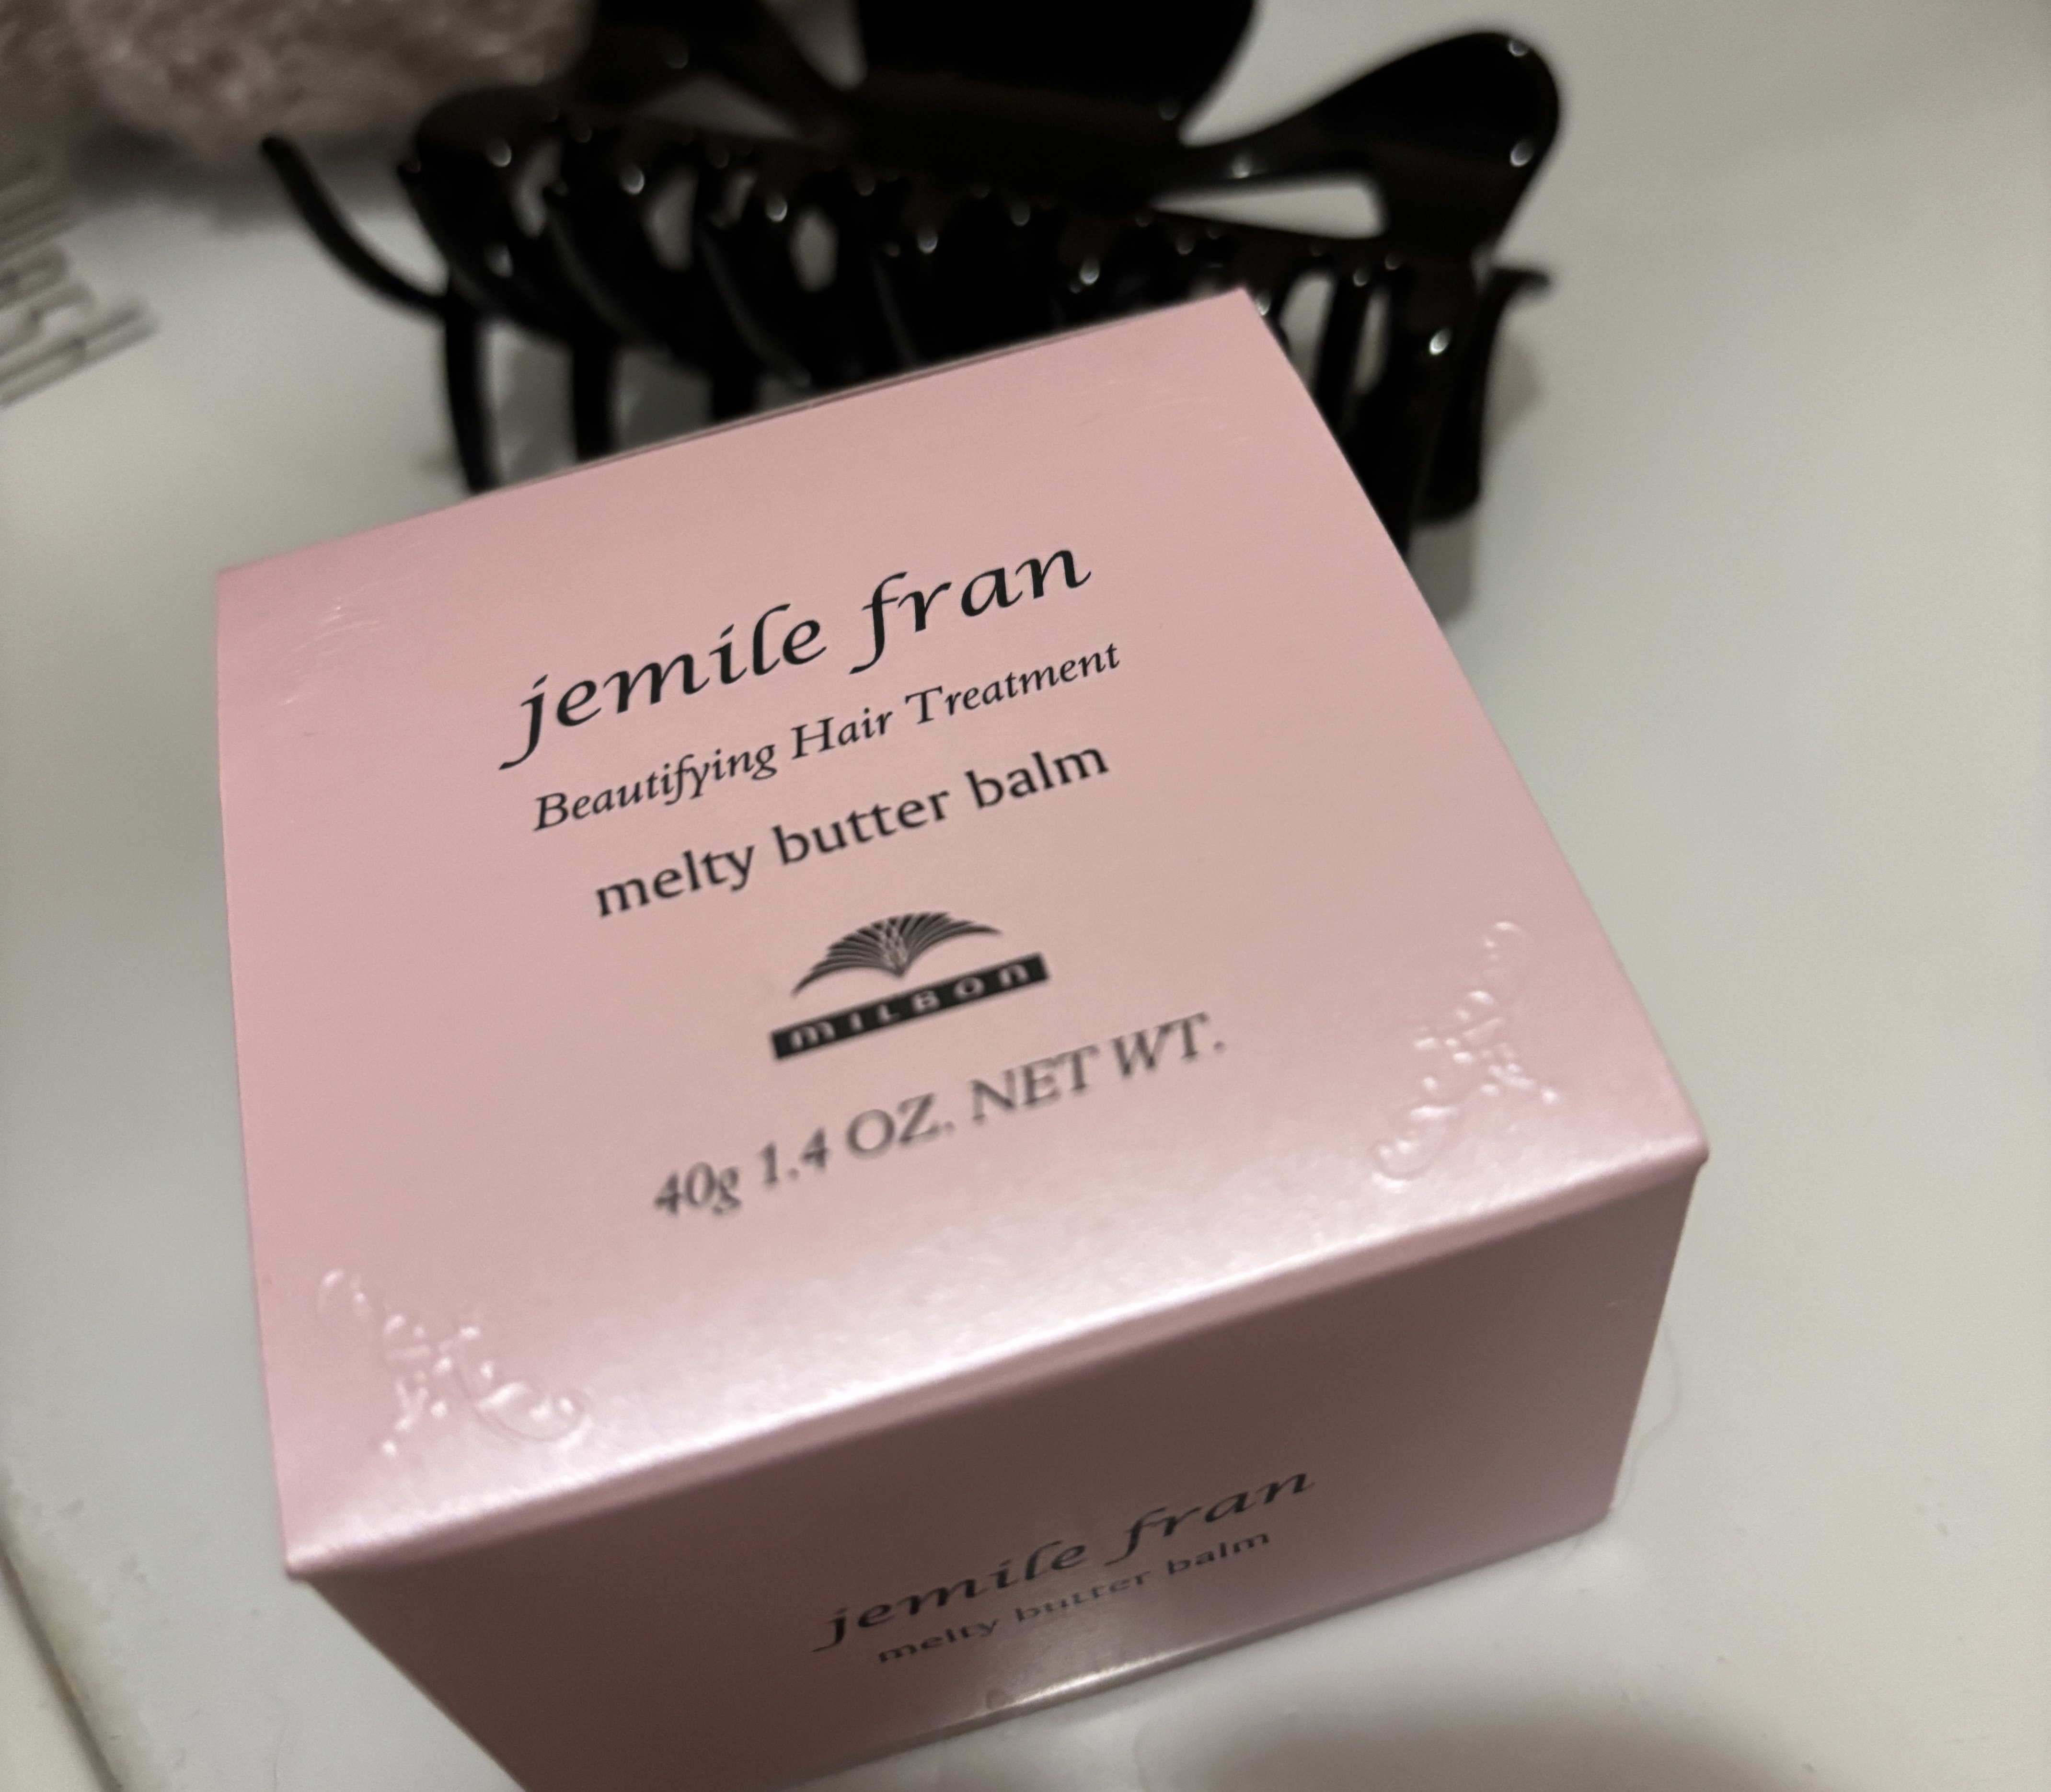 jemile fran
Beautifying Hair Treatment
melty butter balm
MILBON
40g 1.4 OZ. NET WT.
jemile fran
melty butter balm